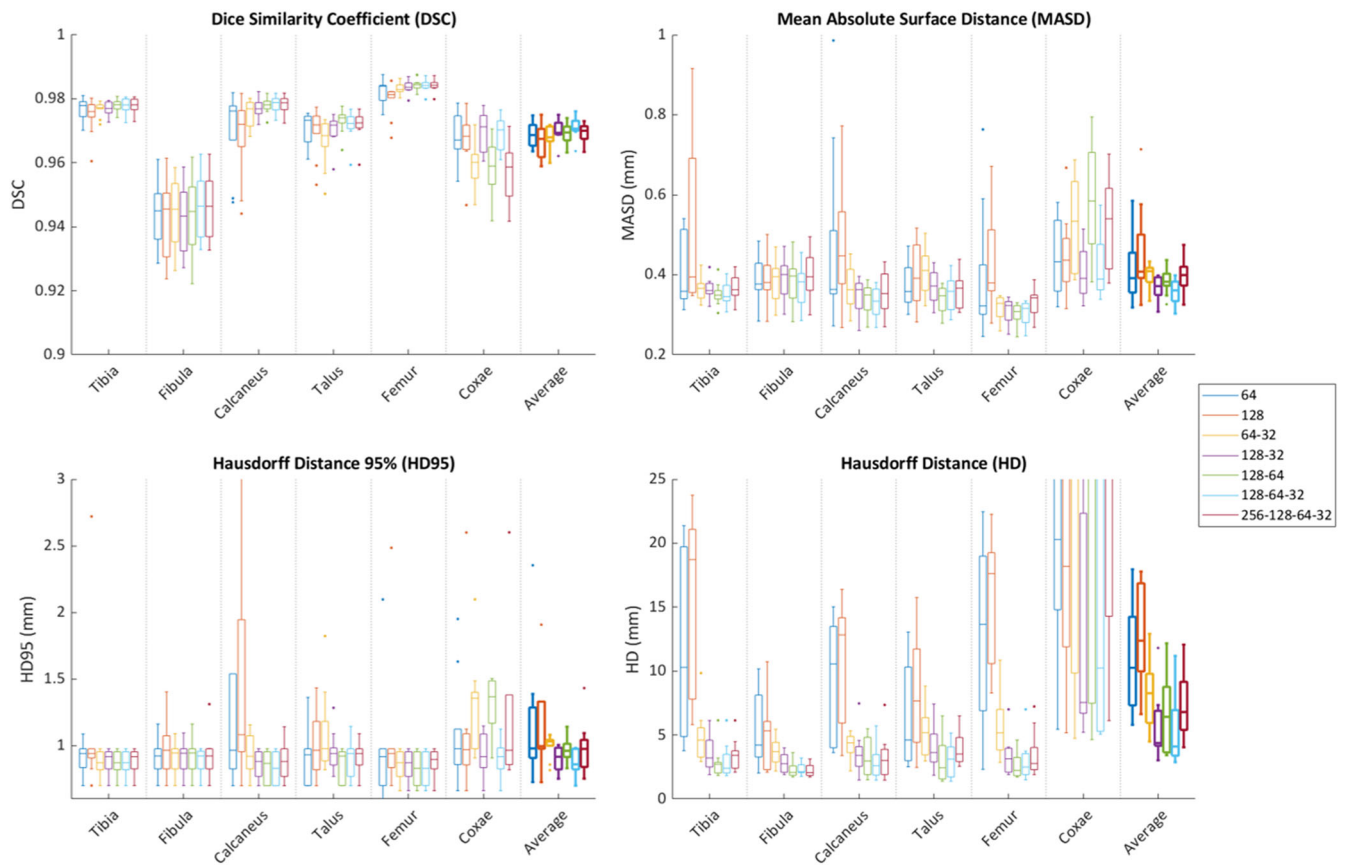 Dice Similarity Coefficient (DSC)
1
0.98
0.96
0.94
0.92
0.9
DSC
Tibia
Fibula
Calcaneus
Talus
Femur
Coxae
Average
Mean Absolute Surface Distance (MASD)
1
0.8
0.6
0.4
0.2
MASD (mm)
Tibia
Fibula
Calcaneus
Talus
Femur
Coxae
Average
64
128
64-32
128-32
128-64
128-64-32
256-128-64-32
Hausdorff Distance 95% (HD95)
3
2.5
2
1.5
1
HD95 (mm)
Tibia
Fibula
Calcaneus
Talus
Femur
Coxae
Average
Hausdorff Distance (HD)
25
20
15
10
5
0
HD (mm)
Tibia
Fibula
Calcaneus
Talus
Femur
Coxae
Average